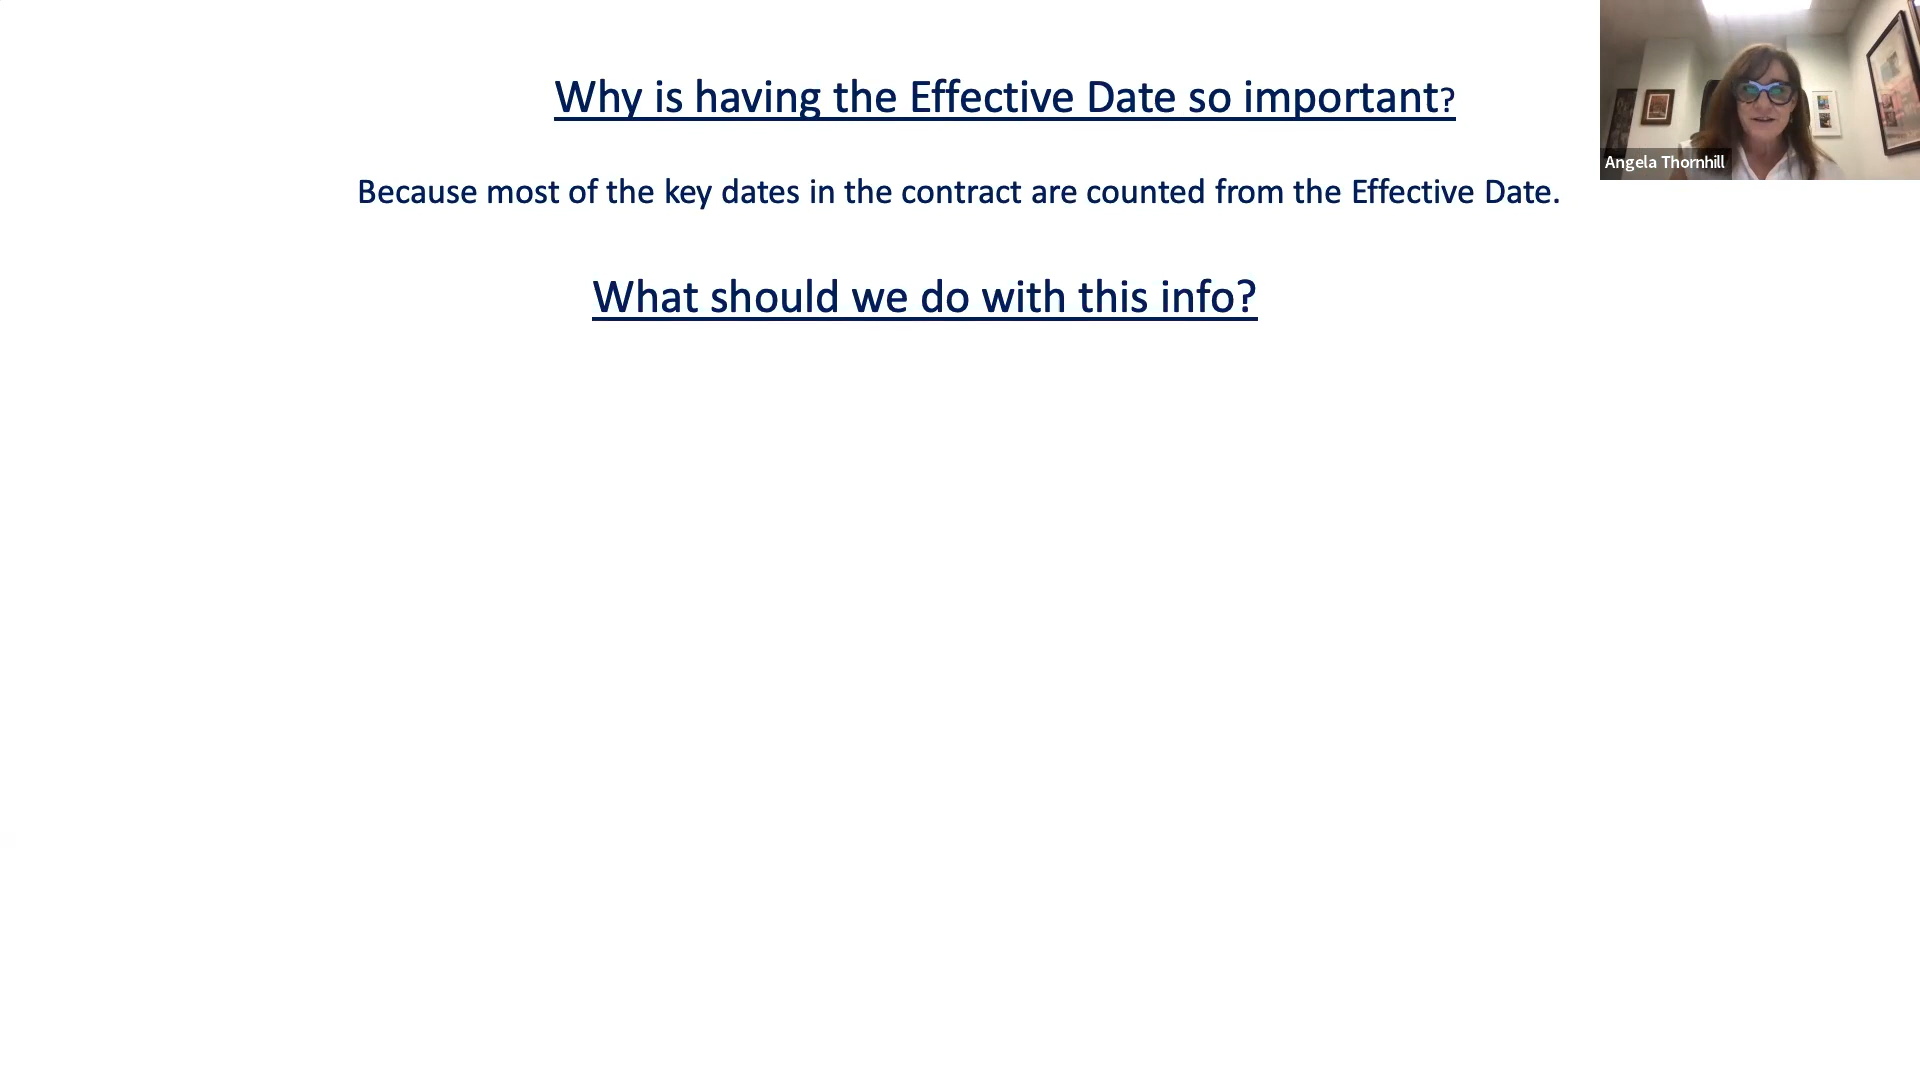 Why is having the Effective Date so important?
Angela Thornhill
Because most of the key dates in the contract are counted from the Effective Date.
What should we do with this info?